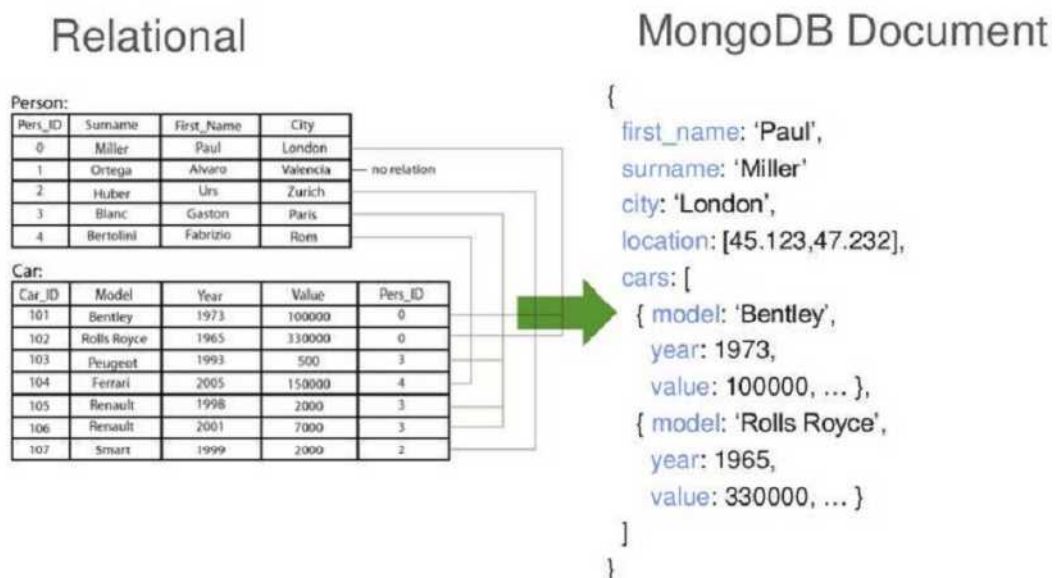 Relational
Person:
Pers_ID Surname First_Name City
0 Miller Paul London
1 Ortega Alvaro Valencia no relation
2 Huber Urs Zurich
3 Blanc Gaston Paris
4 Bertolini Fabrizio Rom
Car:
Car_ID Model Year Value Pers_ID
101 Bentley 1973 100000 0
102 Rolls Royce 1965 330000 0
103 Peugeot 1993 500 3
104 Ferrari 2005 150000 4
105 Renault 1998 2000 3
106 Renault 2001 7000 3
107 Smart 1999 2000 2
MongoDB Document
{
first_name: ‘Paul’,
surname: ‘Miller’
city: ‘London’,
location: [45.123,47.232],
cars: [
{ model: ‘Bentley’,
year: 1973,
value: 100000, … },
{ model: ‘Rolls Royce’,
year: 1965,
value: 330000, … }
]
}